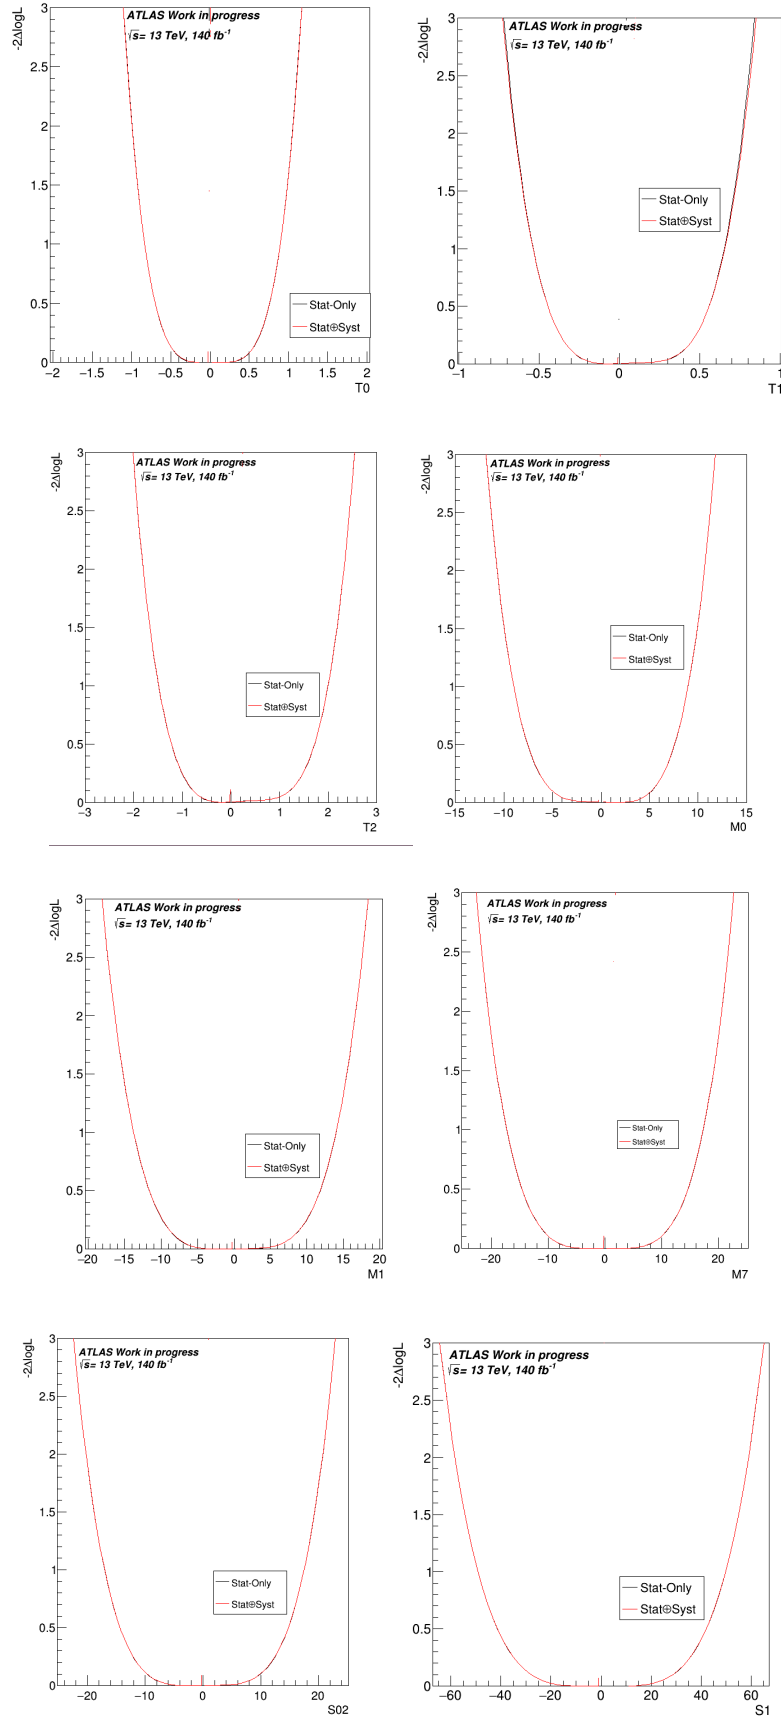 ATLAS Work in progress
√s= 13 TeV, 140 fb-1
-2ΔlogL
3
2.5
2
1.5
1
0.5
0
Stat-Only
Stat⊕Syst
−2 −1.5 −1 −0.5 0 0.5 1 1.5 2
T0
ATLAS Work in progress
√s= 13 TeV, 140 fb-1
-2ΔlogL
3
2.5
2
1.5
1
0.5
0
Stat-Only
Stat⊕Syst
−1 −0.5 0 0.5 1
T1
ATLAS Work in progress
√s= 13 TeV, 140 fb-1
-2ΔlogL
3
2.5
2
1.5
1
0.5
0
Stat-Only
Stat⊕Syst
−3 −2 −1 0 1 2 3
T2
ATLAS Work in progress
√s= 13 TeV, 140 fb-1
-2ΔlogL
3
2.5
2
1.5
1
0.5
0
Stat-Only
Stat⊕Syst
−15 −10 −5 0 5 10 15
M0
ATLAS Work in progress
√s= 13 TeV, 140 fb-1
-2ΔlogL
3
2.5
2
1.5
1
0.5
0
Stat-Only
Stat⊕Syst
−20 −15 −10 −5 0 5 10 15 20
M1
ATLAS Work in progress
√s= 13 TeV, 140 fb-1
-2ΔlogL
3
2.5
2
1.5
1
0.5
0
Stat-Only
Stat⊕Syst
−20 −10 0 10 20
M7
ATLAS Work in progress
√s= 13 TeV, 140 fb-1
-2ΔlogL
3
2.5
2
1.5
1
0.5
0
Stat-Only
Stat⊕Syst
−20 −10 0 10 20
S02
ATLAS Work in progress
√s= 13 TeV, 140 fb-1
-2ΔlogL
3
2.5
2
1.5
1
0.5
0
Stat-Only
Stat⊕Syst
−60 −40 −20 0 20 40 60
S1